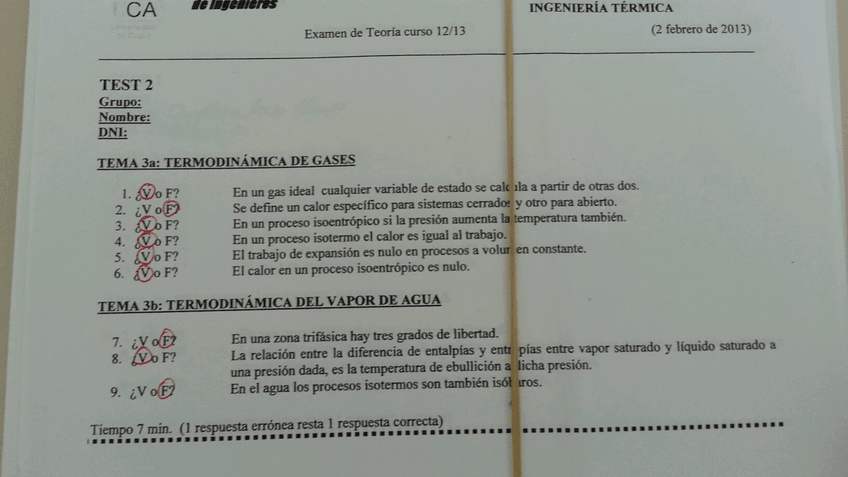 CA
de Ingenieros
INGENIERÍA TÉRMICA
Examen de Teoría curso 12/13
(2 febrero de 2013)
TEST 2
Grupo:
Nombre:
DNI:
TEMA 3a: TERMODINÁMICA DE GASES
1. ¿V o F? En un gas ideal cualquier variable de estado se calcula a partir de otras dos.
2. ¿V o F? Se define un calor específico para sistemas cerrados y otro para abierto.
3. ¿V o F? En un proceso isoentrópico si la presión aumenta la temperatura también.
4. ¿V o F? En un proceso isotermo el calor es igual al trabajo.
5. ¿V o F? El trabajo de expansión es nulo en procesos a volumen constante.
6. ¿V o F? El calor en un proceso isoentrópico es nulo.
TEMA 3b: TERMODINÁMICA DEL VAPOR DE AGUA
7. ¿V o F? En una zona trifásica hay tres grados de libertad.
8. ¿V o F? La relación entre la diferencia de entalpías y entropías entre vapor saturado y líquido saturado a
una presión dada, es la temperatura de ebullición a dicha presión.
9. ¿V o F? En el agua los procesos isotermos son también isóbaros.
Tiempo 7 min. (1 respuesta errónea resta 1 respuesta correcta)